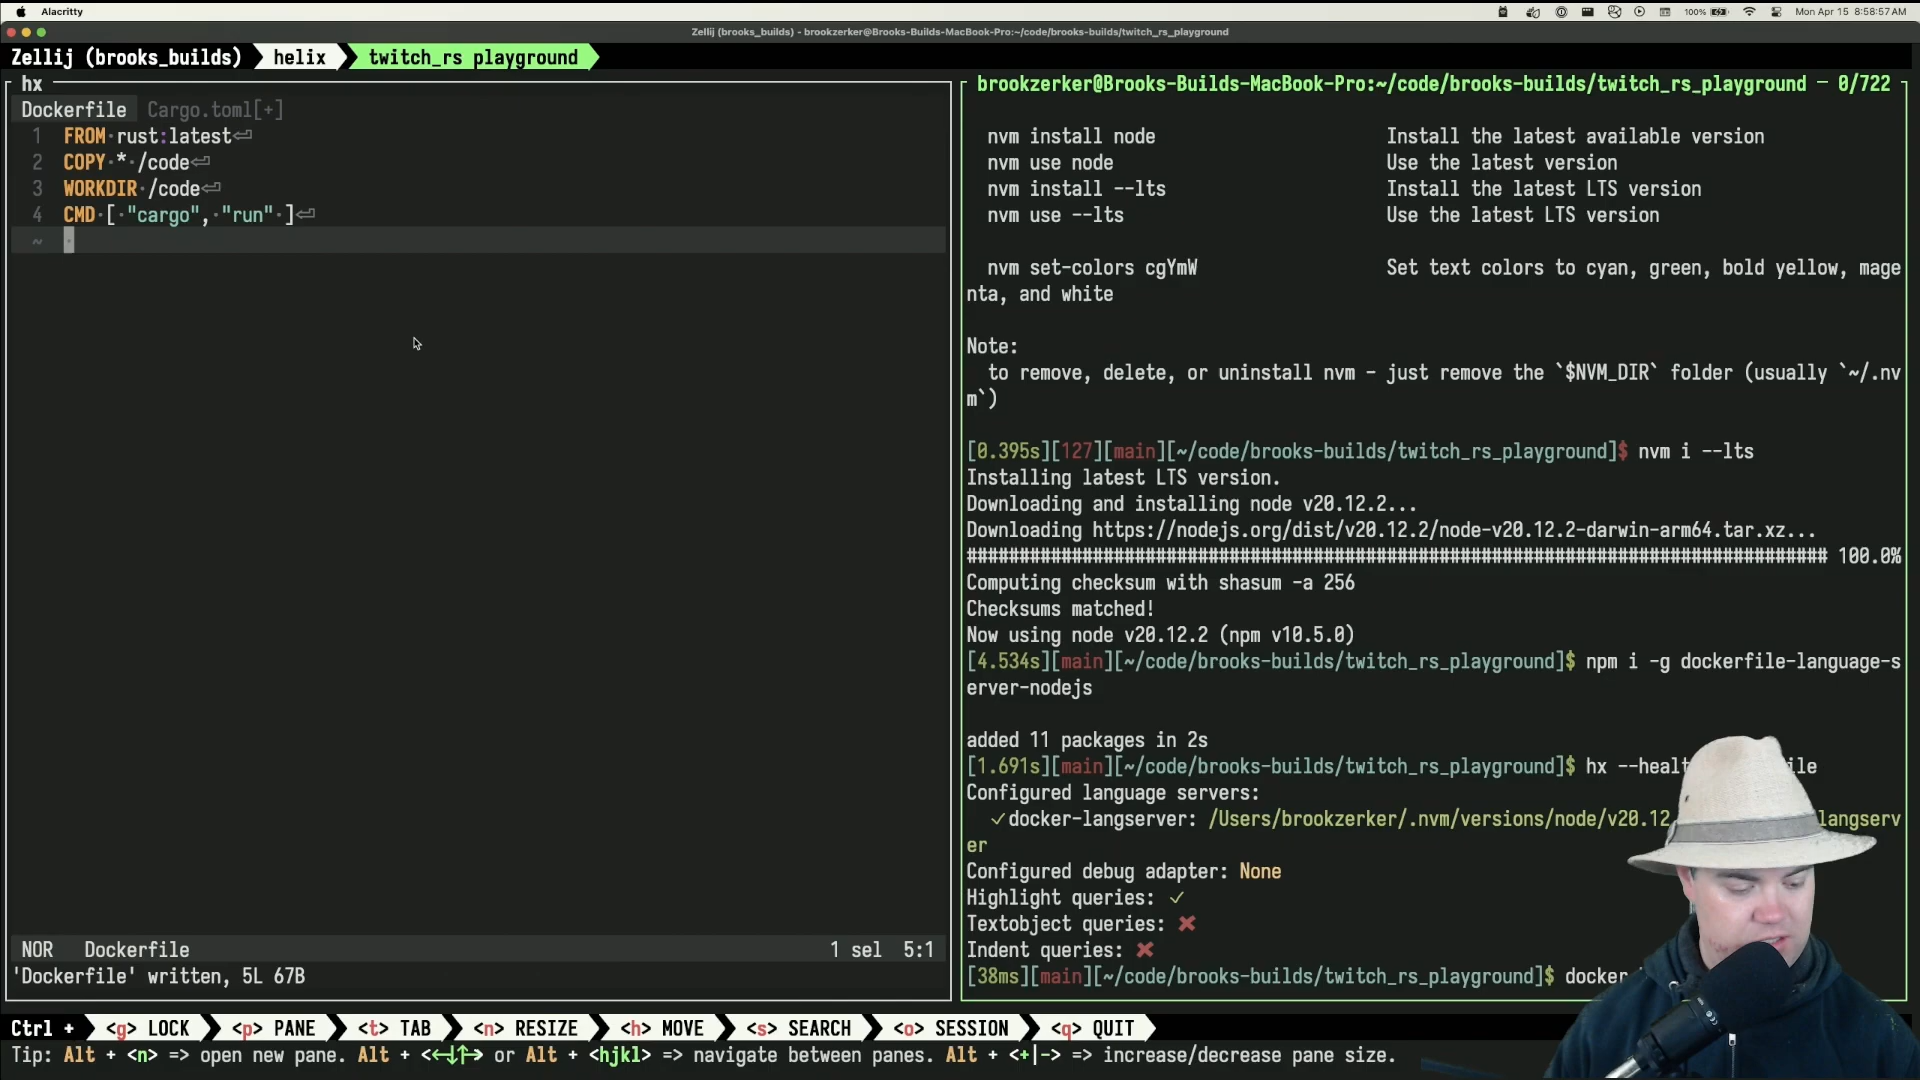 Alacritty
100%
Mon Apr 15 8:58:57 AM
Zellij (brooks_builds) - brookzerker@Brooks-Builds-MacBook-Pro:~/code/brooks-builds/twitch_rs_playground
Zellij (brooks_builds) helix twitch_rs playground
hx
Dockerfile Cargo.toml[+]
1 FROM rust:latest⏎
2 COPY * /code⏎
3 WORKDIR /code⏎
4 CMD [ "cargo", "run" ]⏎
~
NOR Dockerfile 1 sel 5:1
'Dockerfile' written, 5L 67B
brookzerker@Brooks-Builds-MacBook-Pro:~/code/brooks-builds/twitch_rs_playground — 0/722
nvm install node Install the latest available version
nvm use node Use the latest version
nvm install --lts Install the latest LTS version
nvm use --lts Use the latest LTS version
nvm set-colors cgYmW Set text colors to cyan, green, bold yellow, mage
nta, and white
Note:
to remove, delete, or uninstall nvm - just remove the `$NVM_DIR` folder (usually `~/.nv
m`)
[0.395s][127][main][~/code/brooks-builds/twitch_rs_playground]$ nvm i --lts
Installing latest LTS version.
Downloading and installing node v20.12.2...
Downloading https://nodejs.org/dist/v20.12.2/node-v20.12.2-darwin-arm64.tar.xz...
################################################################################# 100.0%
Computing checksum with shasum -a 256
Checksums matched!
Now using node v20.12.2 (npm v10.5.0)
[4.534s][main][~/code/brooks-builds/twitch_rs_playground]$ npm i -g dockerfile-language-s
erver-nodejs
added 11 packages in 2s
[1.691s][main][~/code/brooks-builds/twitch_rs_playground]$ hx
Configured language servers:
✓docker-langserver: /Users/brookzerker/.nvm/versions/node/v20.12 langserv
er
Configured debug adapter: None
Highlight queries: ✓
Textobject queries: ✘
Indent queries: ✘
[38ms][main][~/code/brooks-builds/twitch_rs_playground]$
Ctrl + <g> LOCK <p> PANE <t> TAB <n> RESIZE <h> MOVE <s> SEARCH <o> SESSION <q> QUIT
Tip: Alt + <n> => open new pane. Alt + <←↓↑→> or Alt + <hjkl> => navigate between panes. Alt + <+|-> => increase/decrease pane size.